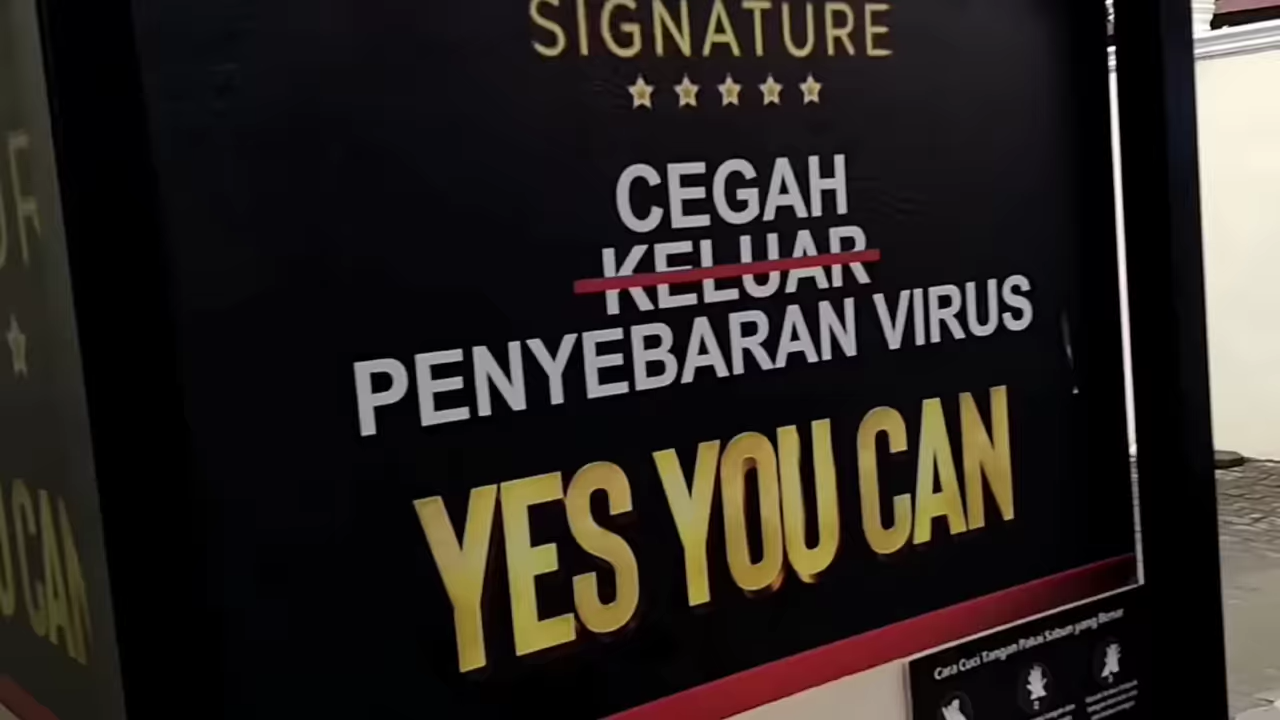 SIGNATURE
CEGAH
KELUAR
PENYEBARAN VIRUS
YES YOU CAN
Cara Cuci Tangan Pakai Sabun yang Benar